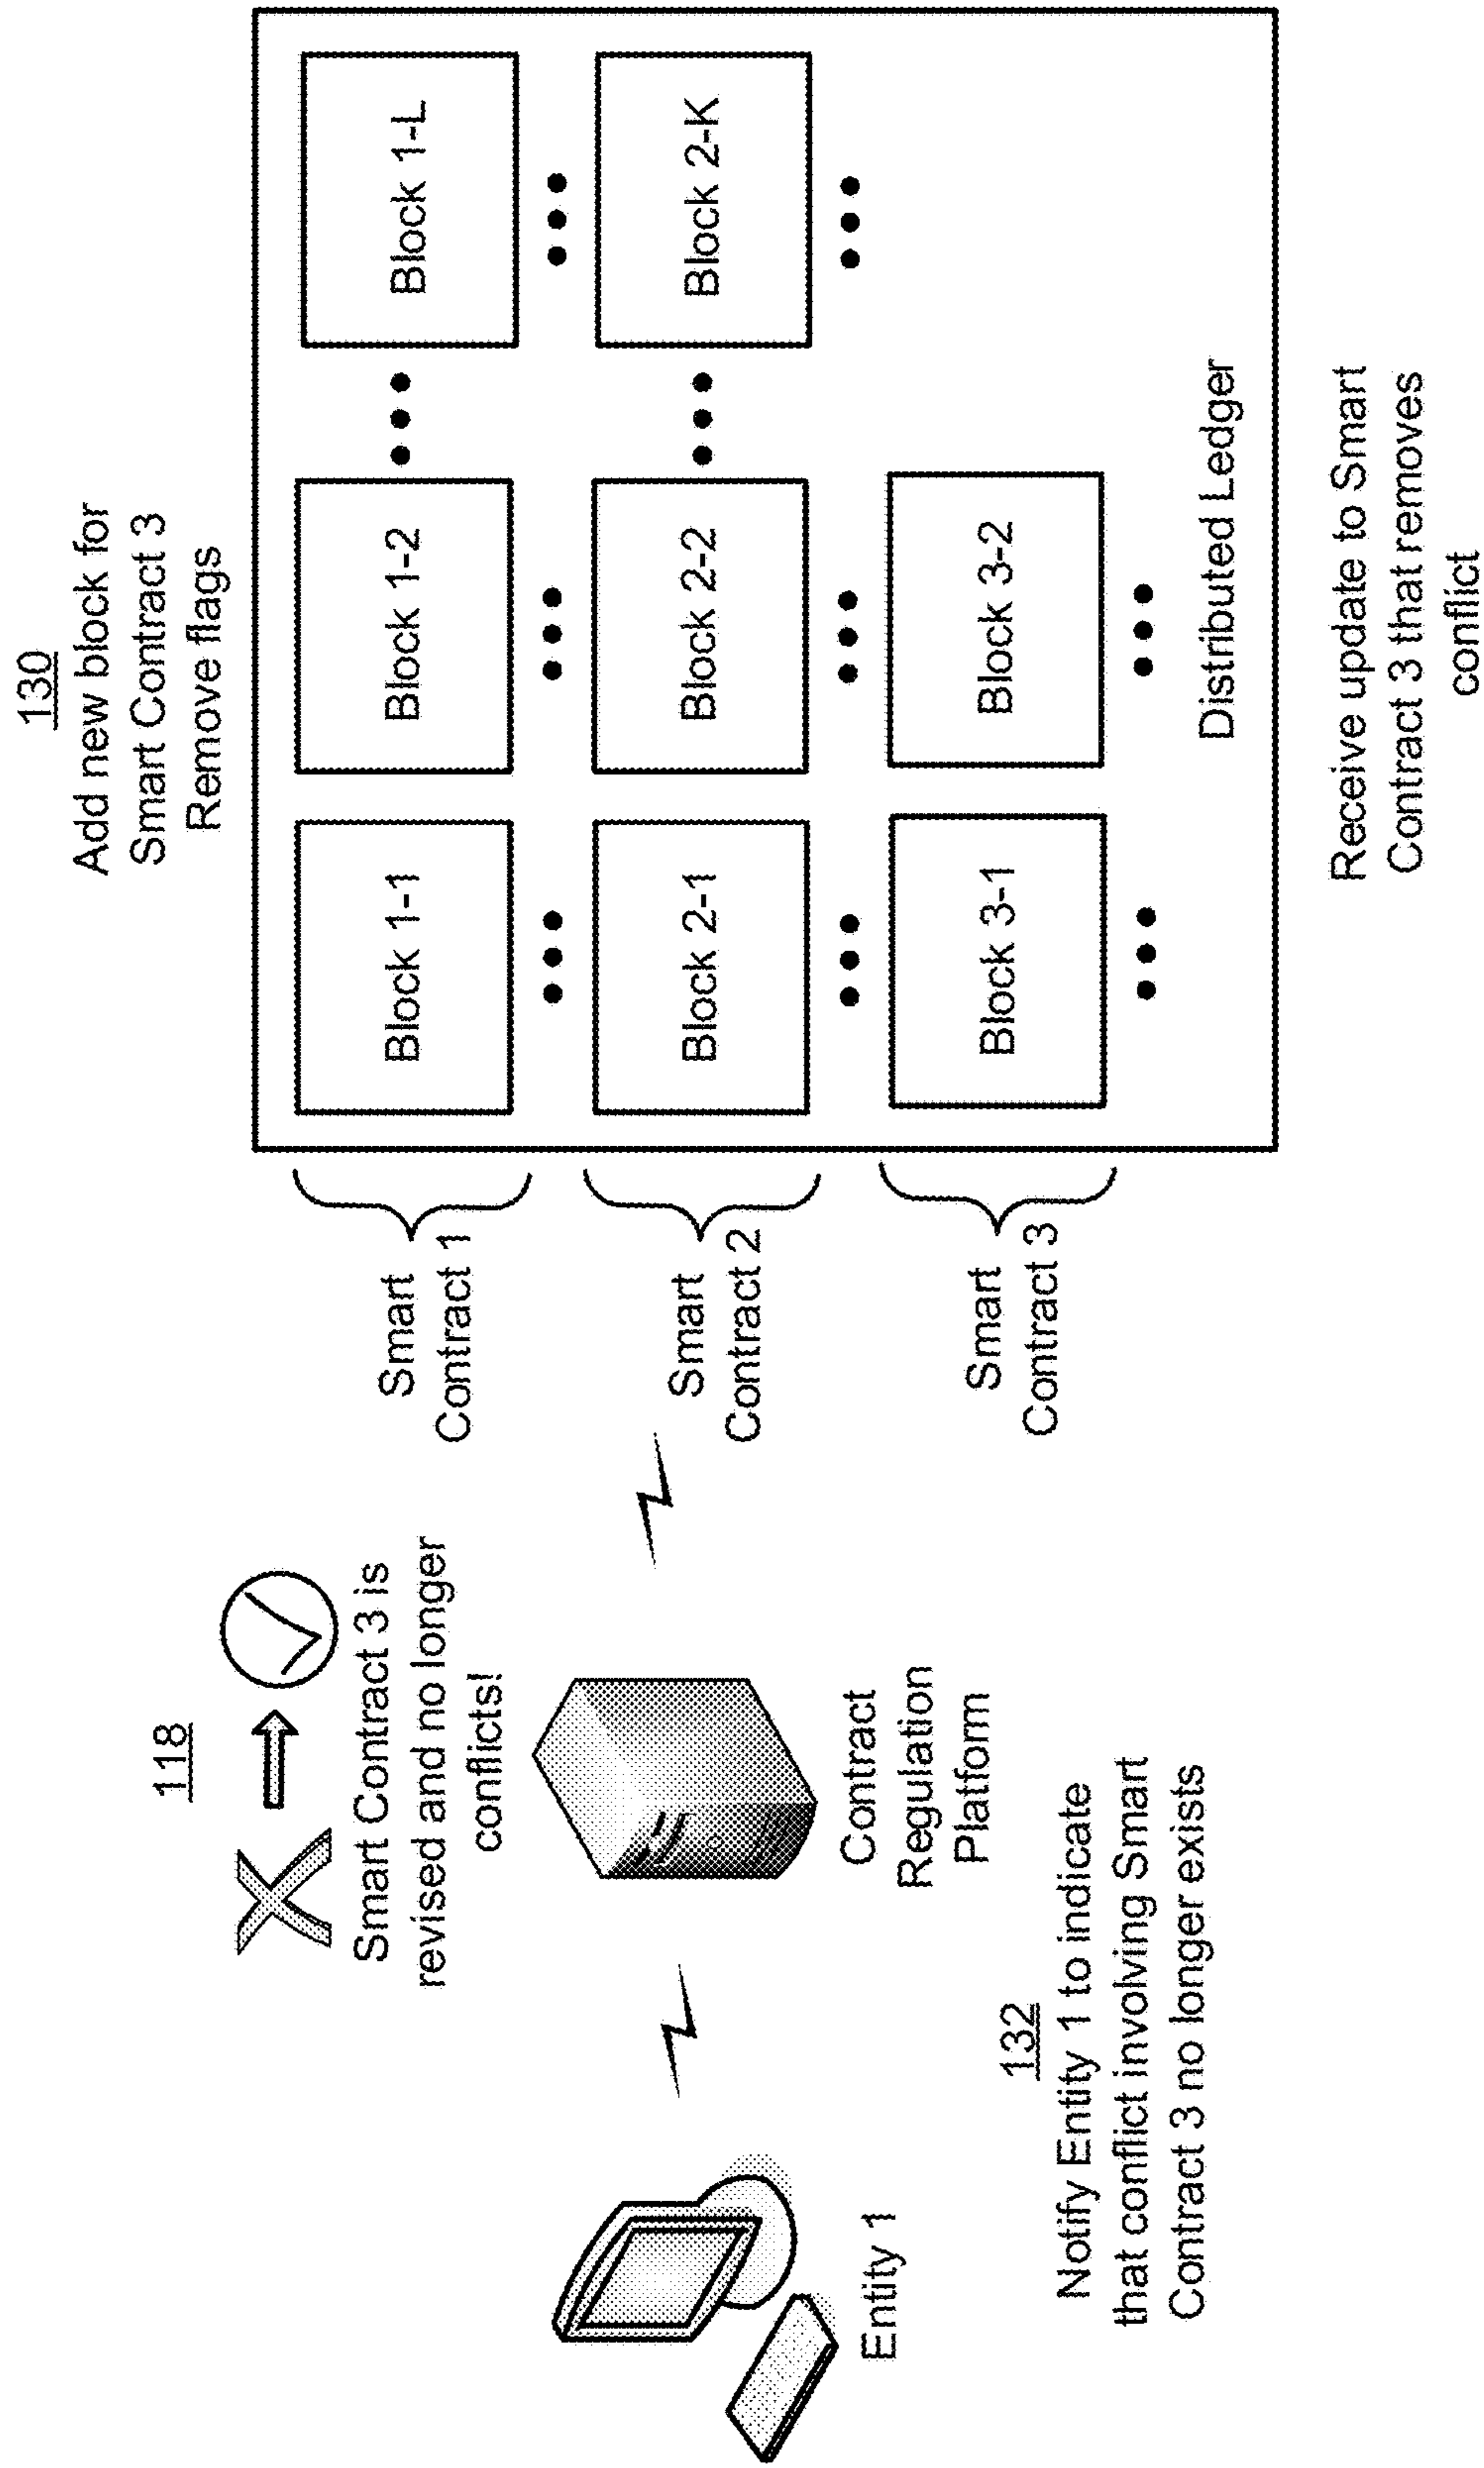 130
Add new block for
Smart Contract 3
Remove flags
118
Smart Contract 3 is
revised and no longer
conflicts!
Smart
Contract 1
Block 1-1
Block 1-2
Block 1-L
Smart
Contract 2
Block 2-1
Block 2-2
Block 2-K
Smart
Contract 3
Block 3-1
Block 3-2
Distributed Ledger
Entity 1
Contract
Regulation
Platform
132
Notify Entity 1 to indicate
that conflict involving Smart
Contract 3 no longer exists
Receive update to Smart
Contract 3 that removes
conflict